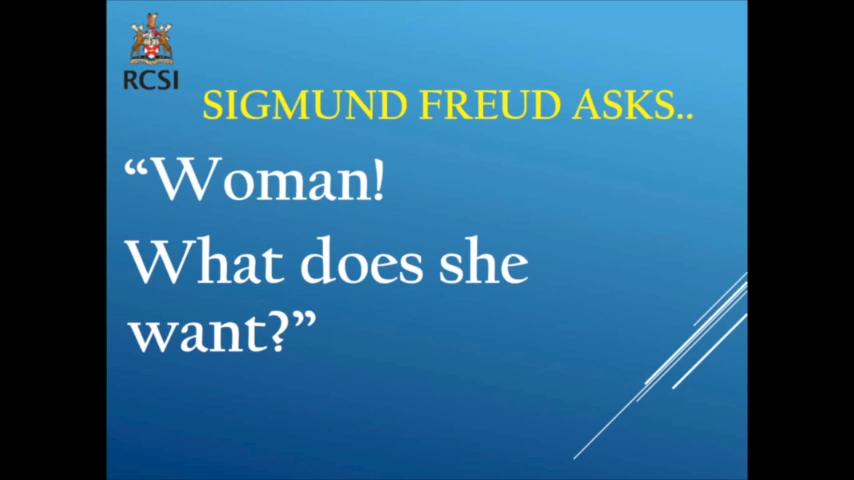 RCSI
SIGMUND FREUD ASKS..
“Woman!
What does she
want?”